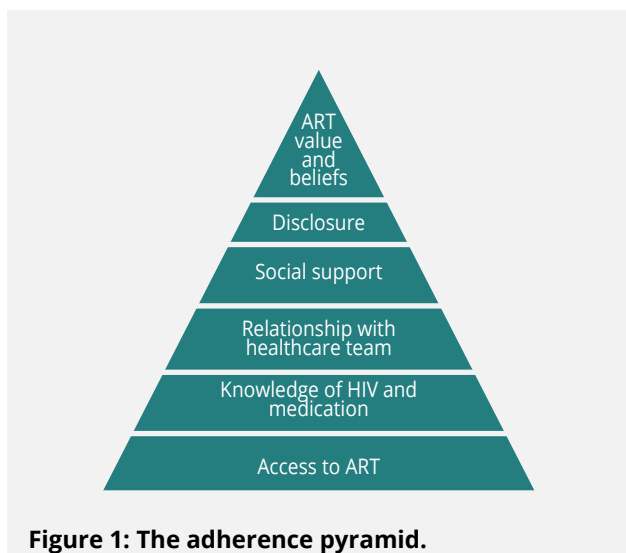 ART
value
and
beliefs
Disclosure
Social support
Relationship with
healthcare team
Knowledge of HIV and
medication
Access to ART
Figure 1: The adherence pyramid.